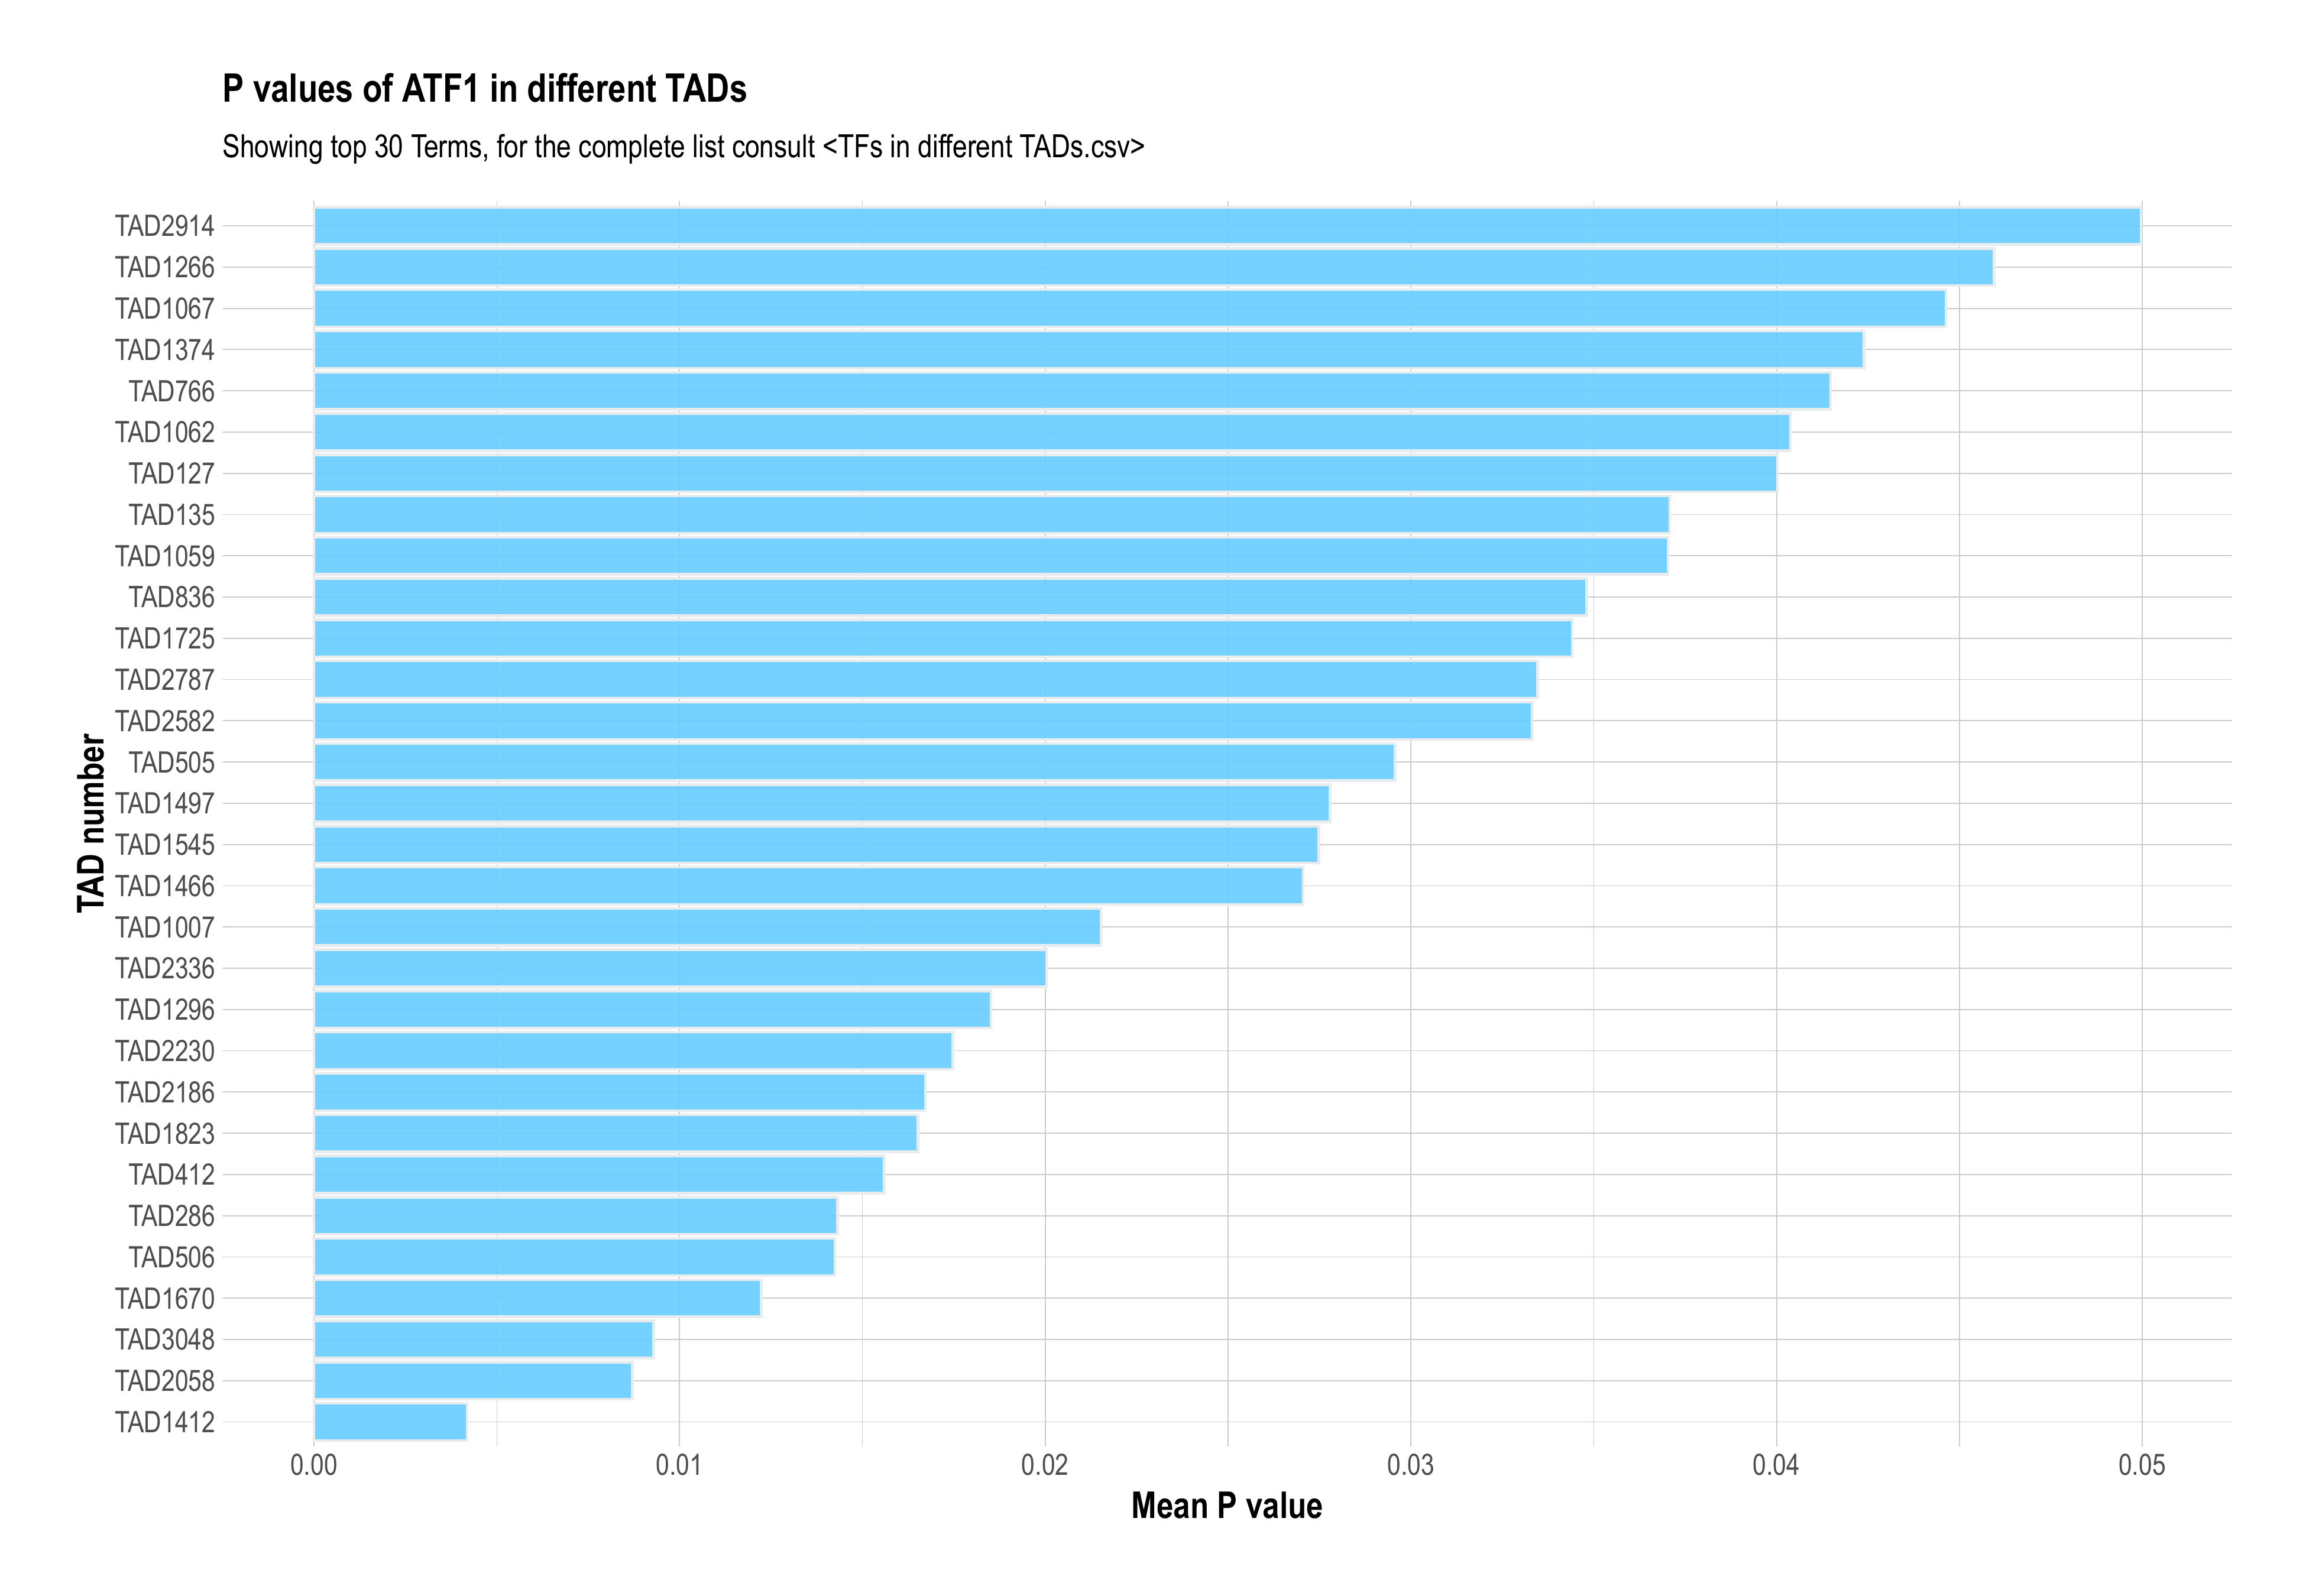 P values of ATF1 in different TADs
Showing top 30 Terms, for the complete list consult <TFs in different TADs.csv>
TAD number
TAD2914
TAD1266
TAD1067
TAD1374
TAD766
TAD1062
TAD127
TAD135
TAD1059
TAD836
TAD1725
TAD2787
TAD2582
TAD505
TAD1497
TAD1545
TAD1466
TAD1007
TAD2336
TAD1296
TAD2230
TAD2186
TAD1823
TAD412
TAD286
TAD506
TAD1670
TAD3048
TAD2058
TAD1412
0.00 0.01 0.02 0.03 0.04 0.05
Mean P value